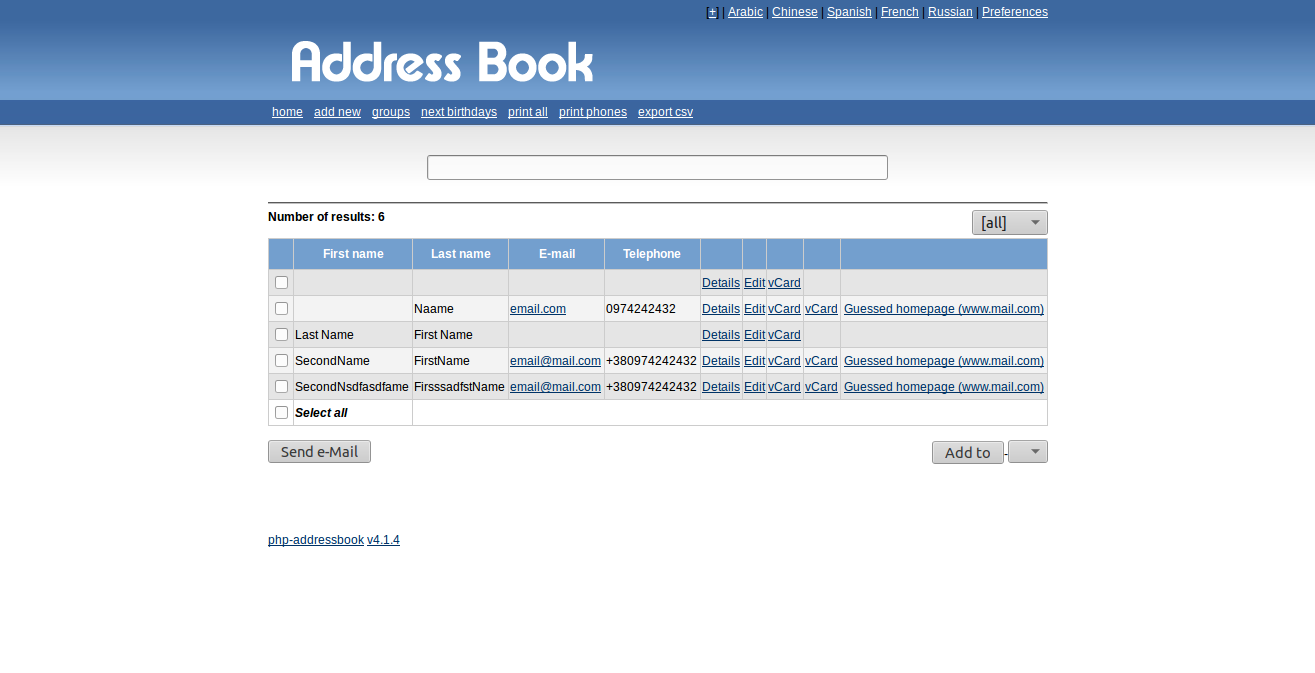 [+] | Arabic | Chinese | Spanish | French | Russian | Preferences
Address Book
home add new groups next birthdays print all print phones export csv
Number of results: 6
[all]
First name Last name E-mail Telephone
Details Edit vCard
Naame email.com 0974242432 Details Edit vCard vCard Guessed homepage (www.mail.com)
Last Name First Name Details Edit vCard
SecondName FirstName email@mail.com +380974242432 Details Edit vCard vCard Guessed homepage (www.mail.com)
SecondNsdfasdfame FirsssadfstName email@mail.com +380974242432 Details Edit vCard vCard Guessed homepage (www.mail.com)
Select all
Send e-Mail Add to -
php-addressbook v4.1.4